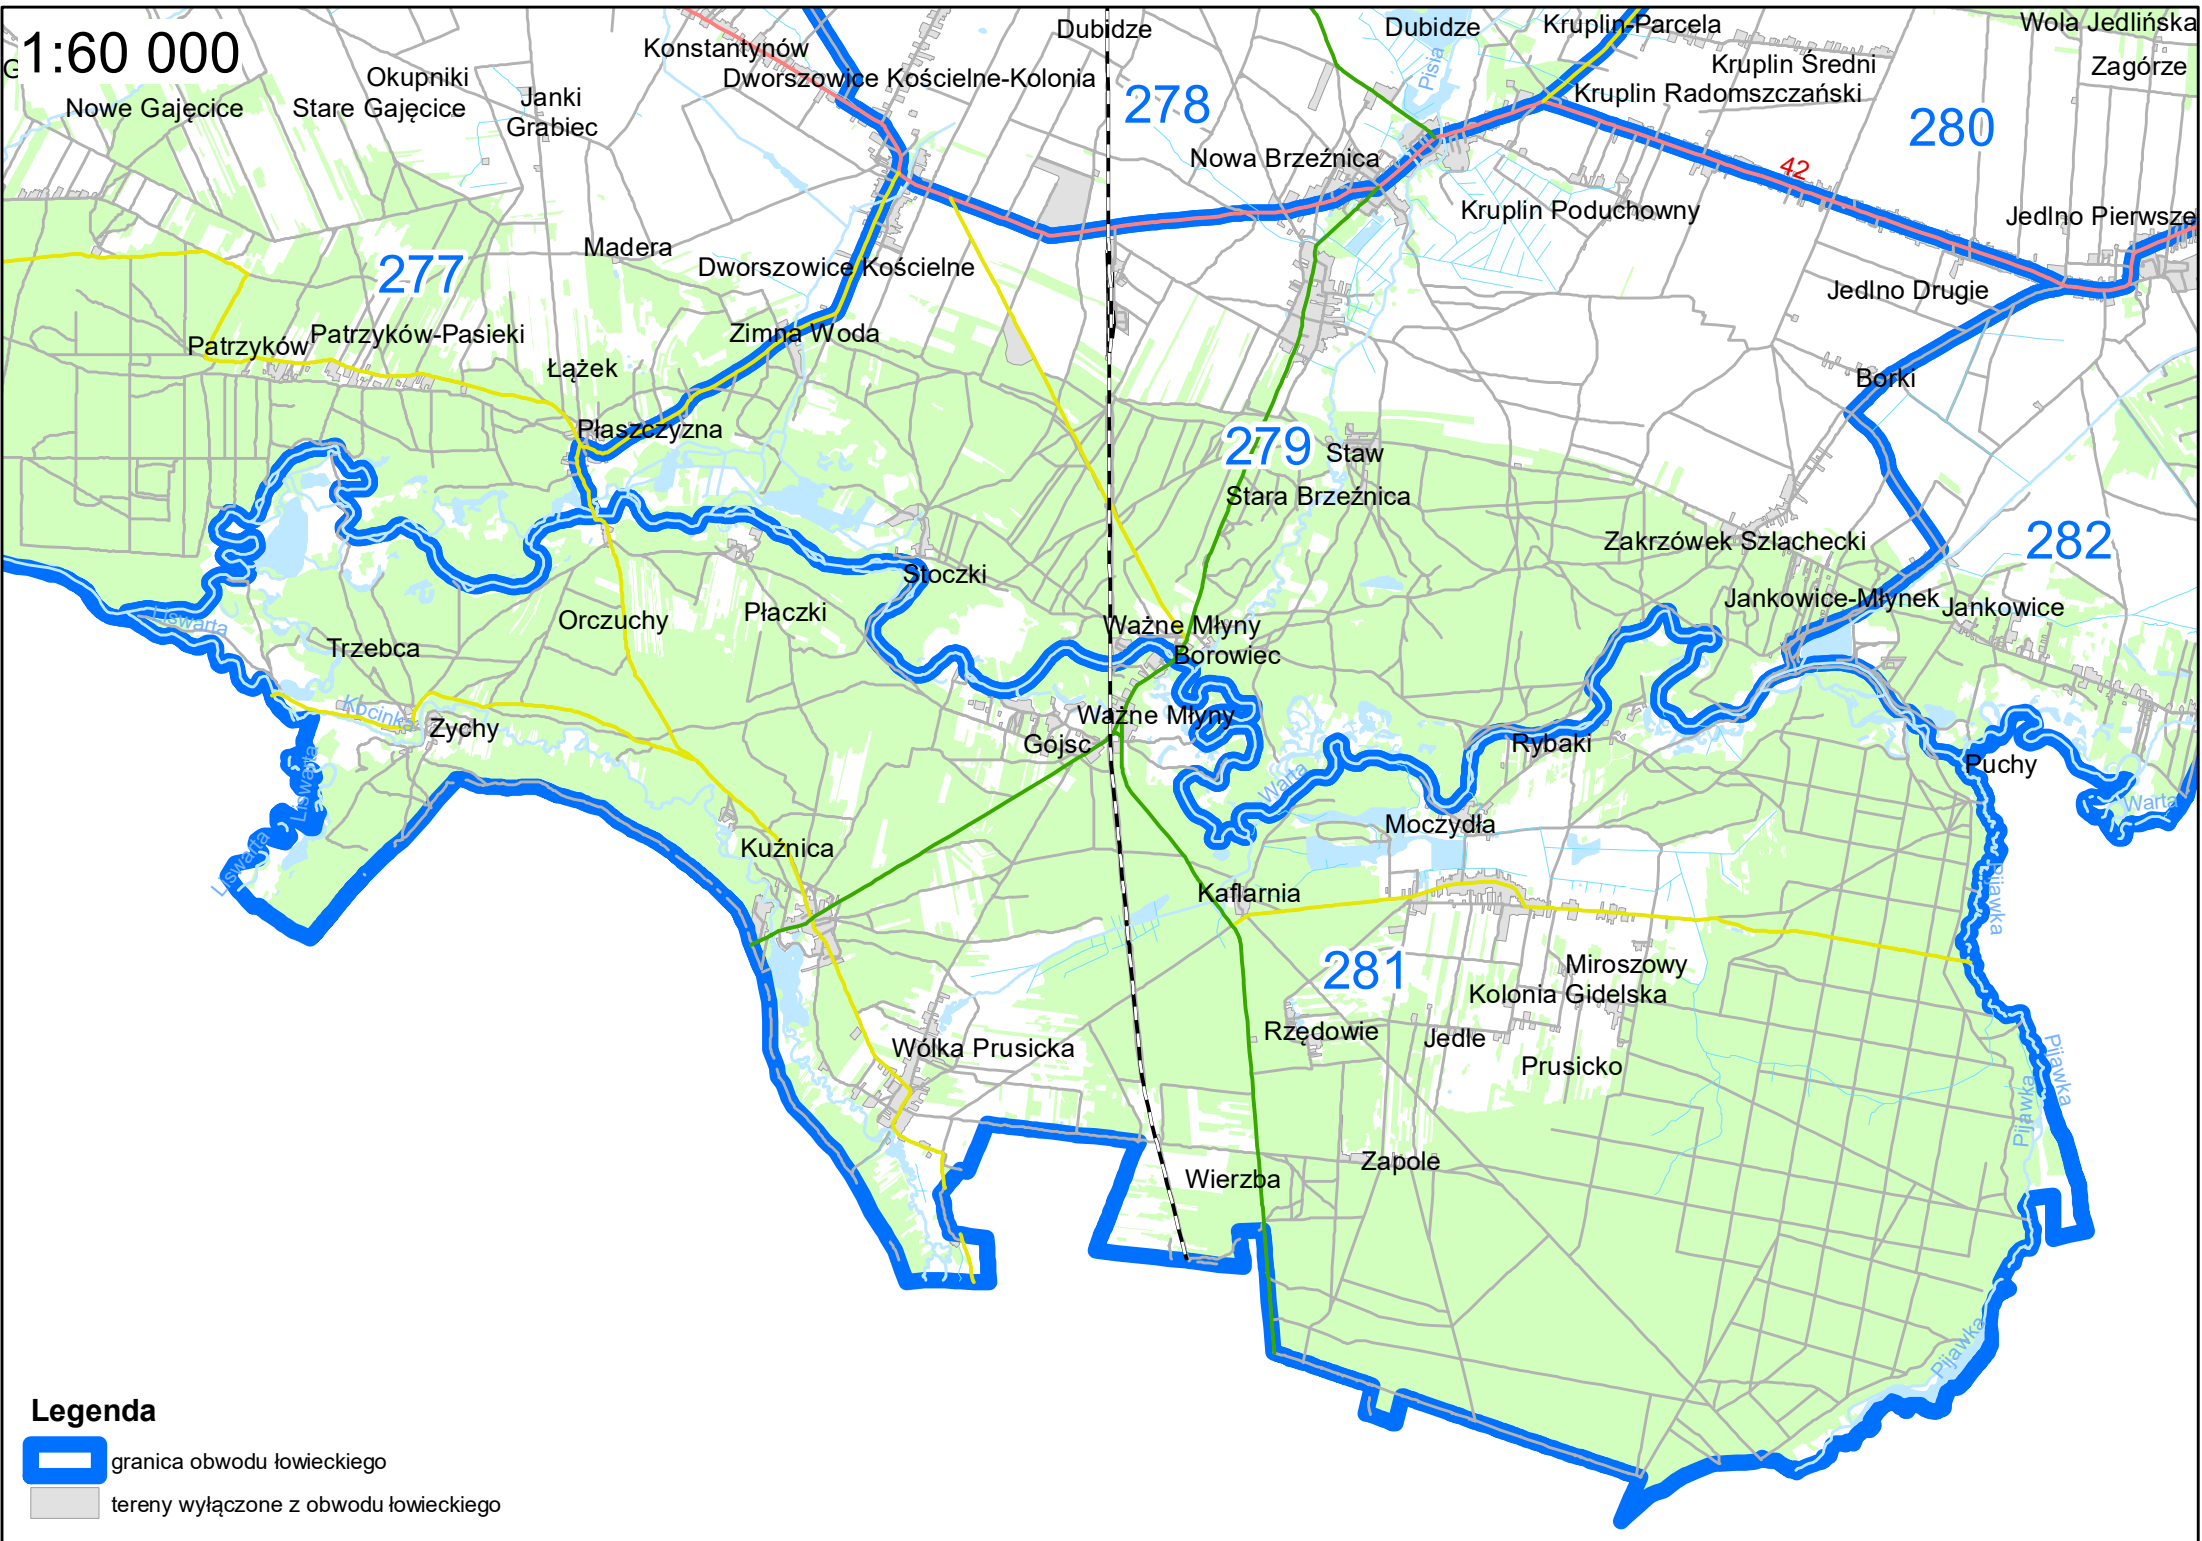 1:60 000
G
Nowe Gajęcice
Okupniki
Stare Gajęcice
Janki
Grabiec
Konstantynów
Dworszowice Kościelne-Kolonia
Dubidze
278
Dubidze
Pisia
Kruplin-Parcela
Kruplin Średni
Kruplin Radomszczański
Wola Jedlińska
Zagórze
280
42
Nowa Brzeźnica
Kruplin Poduchowny
Jedlno Pierwsze
Jedlno Drugie
277
Madera
Dworszowice Kościelne
Patrzyków
Patrzyków-Pasieki
Łążek
Zimna Woda
Borki
Płaszczyzna
279
Staw
Stara Brzeźnica
Zakrzówek Szlachecki
282
Stoczki
Jankowice-Młynek
Jankowice
Liswarta
Orczuchy
Płaczki
Ważne Młyny
Borowiec
Trzebca
Kocinka
Zychy
Ważne Młyny
Gojsc
Rybaki
Puchy
Liswarta
Warta
Warta
Moczydła
Liswarta
Kuźnica
Kaflarnia
Pijawka
281
Miroszowy
Kolonia Gidelska
Rzędowie
Jedle
Wólka Prusicka
Prusicko
Pijawka
Pijawka
Zapole
Wierzba
Pijawka
Legenda
granica obwodu łowieckiego
tereny wyłączone z obwodu łowieckiego